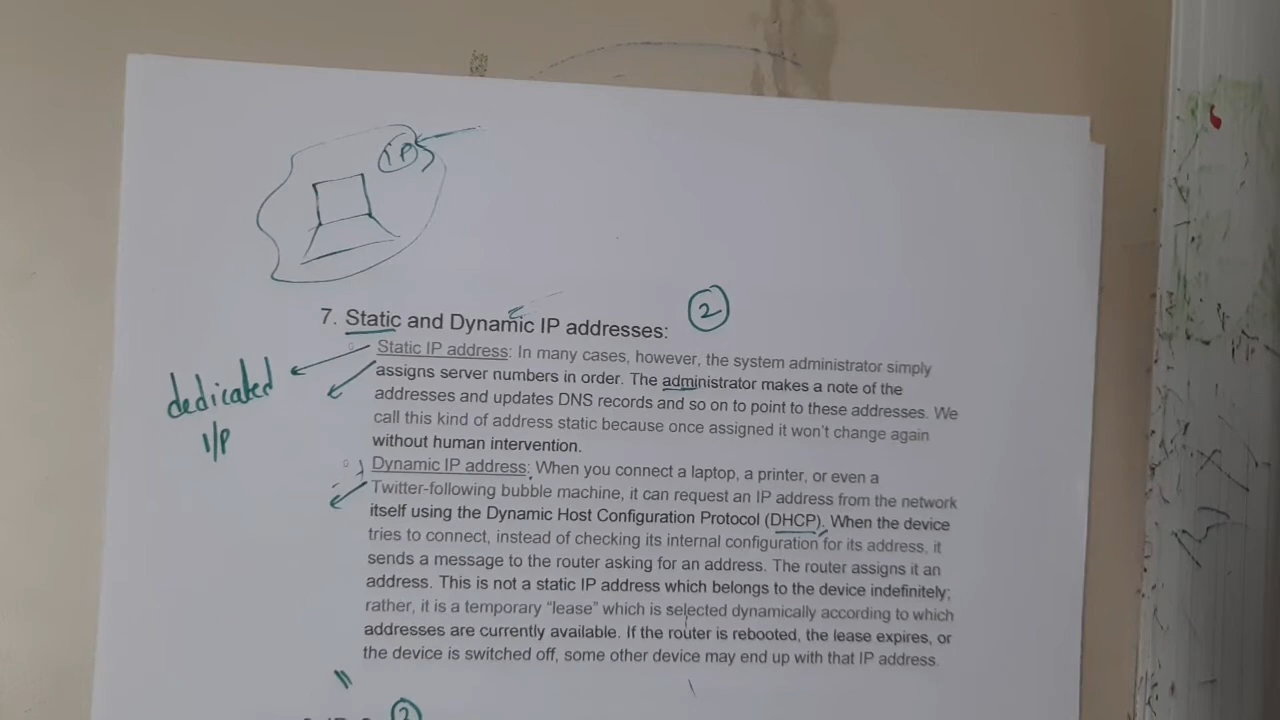 IP
7. Static and Dynamic IP addresses:
2
Static IP address: In many cases, however, the system administrator simply
assigns server numbers in order. The administrator makes a note of the
addresses and updates DNS records and so on to point to these addresses. We
call this kind of address static because once assigned it won't change again
without human intervention.
dedicated
I/P
Dynamic IP address: When you connect a laptop, a printer, or even a
Twitter-following bubble machine, it can request an IP address from the network
itself using the Dynamic Host Configuration Protocol (DHCP). When the device
tries to connect, instead of checking its internal configuration for its address, it
sends a message to the router asking for an address. The router assigns it an
address. This is not a static IP address which belongs to the device indefinitely;
rather, it is a temporary "lease" which is selected dynamically according to which
addresses are currently available. If the router is rebooted, the lease expires, or
the device is switched off, some other device may end up with that IP address.